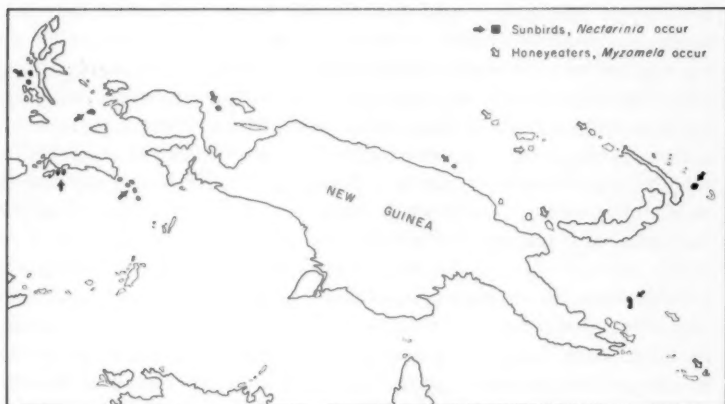 Sunbirds, Nectarinia occur
Honeyeaters, Myzomela occur
NEW GUINEA